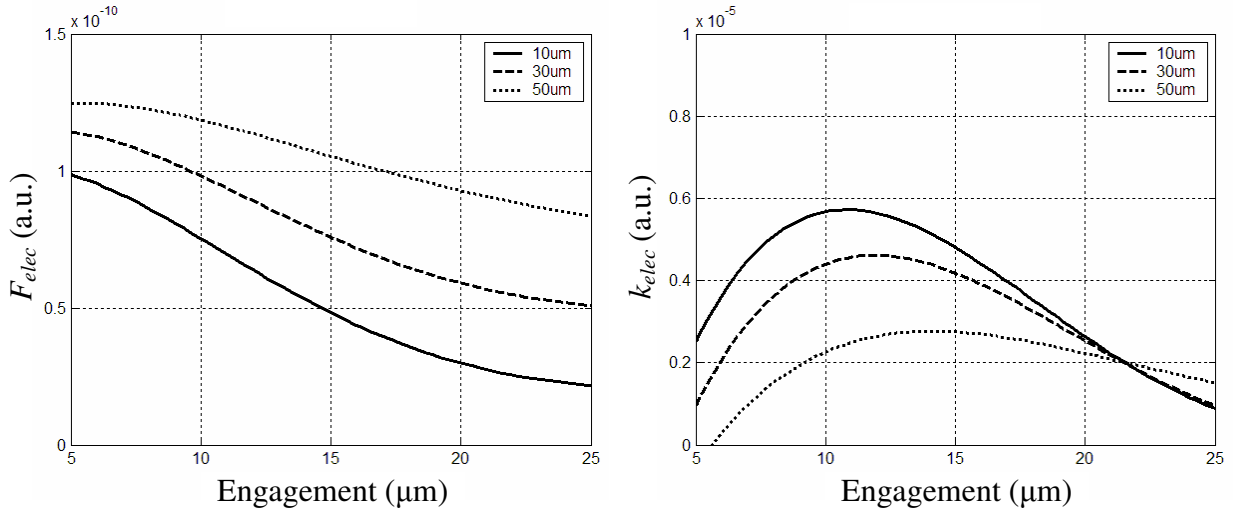 x 10⁻¹⁰
1.5
1
0.5
0
5
10
15
20
25
10um
30um
50um
F_elec (a.u.)
Engagement (μm)
x 10⁻⁵
1
0.8
0.6
0.4
0.2
0
5
10
15
20
25
10um
30um
50um
k_elec (a.u.)
Engagement (μm)